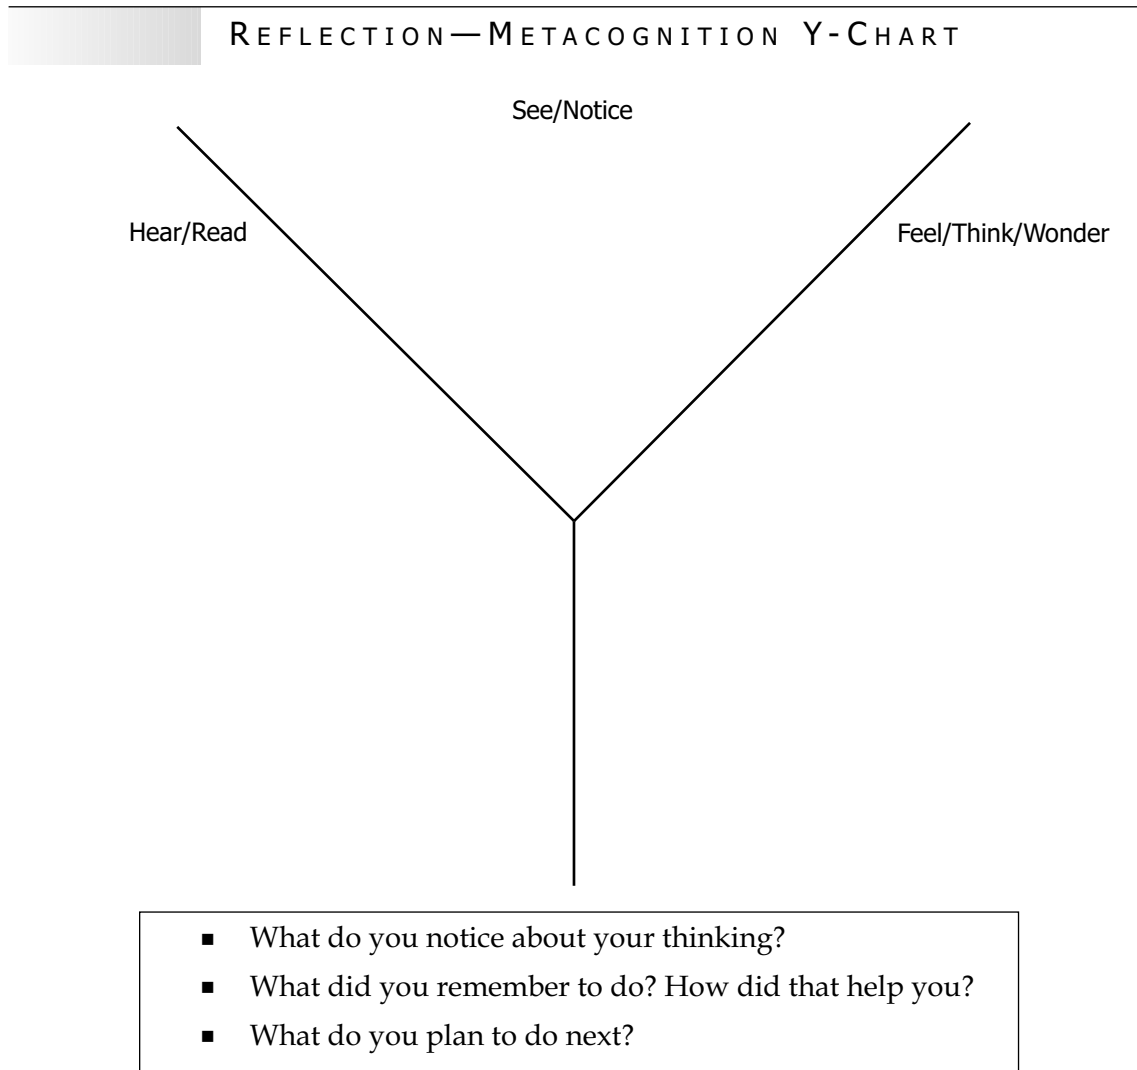 Reflection—Metacognition Y-Chart
See/Notice
Hear/Read
Feel/Think/Wonder
▪ What do you notice about your thinking?
▪ What did you remember to do? How did that help you?
▪ What do you plan to do next?